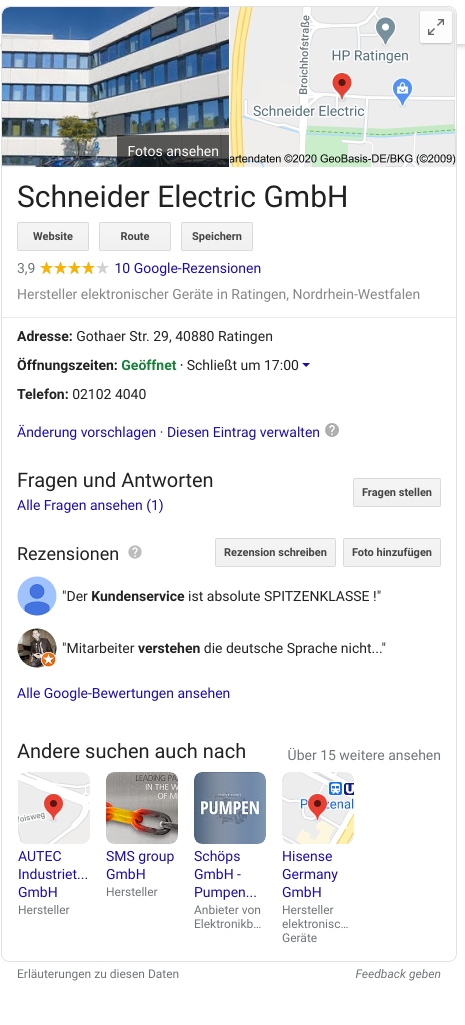 Broichhofstraße
HP Ratingen
Schneider Electric
Fotos ansehen
artendaten ©2020 GeoBasis-DE/BKG (©2009)
Schneider Electric GmbH
Website Route Speichern
3,9 10 Google-Rezensionen
Hersteller elektronischer Geräte in Ratingen, Nordrhein-Westfalen
Adresse: Gothaer Str. 29, 40880 Ratingen
Öffnungszeiten: Geöffnet · Schließt um 17:00
Telefon: 02102 4040
Änderung vorschlagen · Diesen Eintrag verwalten ?
Fragen und Antworten
Alle Fragen ansehen (1)
Fragen stellen
Rezensionen ? Rezension schreiben Foto hinzufügen
"Der Kundenservice ist absolute SPITZENKLASSE !"
"Mitarbeiter verstehen die deutsche Sprache nicht..."
Alle Google-Bewertungen ansehen
Andere suchen auch nach Über 15 weitere ansehen
oisweg
LEADING PA
IN THE W
OF M
PUMPEN
U
AUTEC
Industriet...
GmbH
Hersteller
SMS group
GmbH
Hersteller
Schöps
GmbH -
Pumpen...
Anbieter von
Elektronikb...
Hisense
Germany
GmbH
Hersteller
elektronisc...
Geräte
Erläuterungen zu diesen Daten Feedback geben